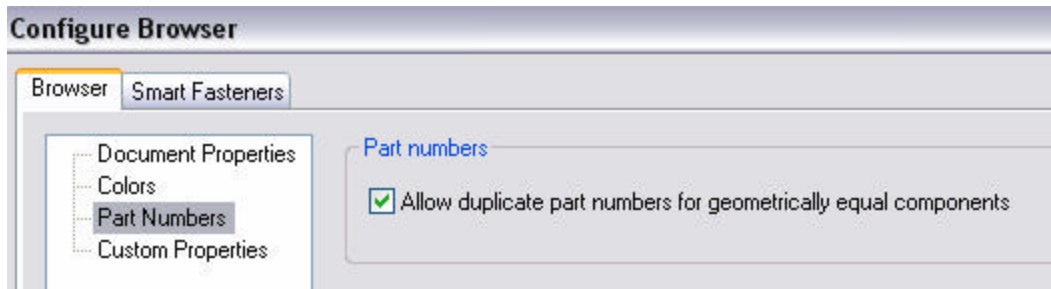 Configure Browser
Browser Smart Fasteners
Document Properties
Colors
Part Numbers
Custom Properties
Part numbers
Allow duplicate part numbers for geometrically equal components